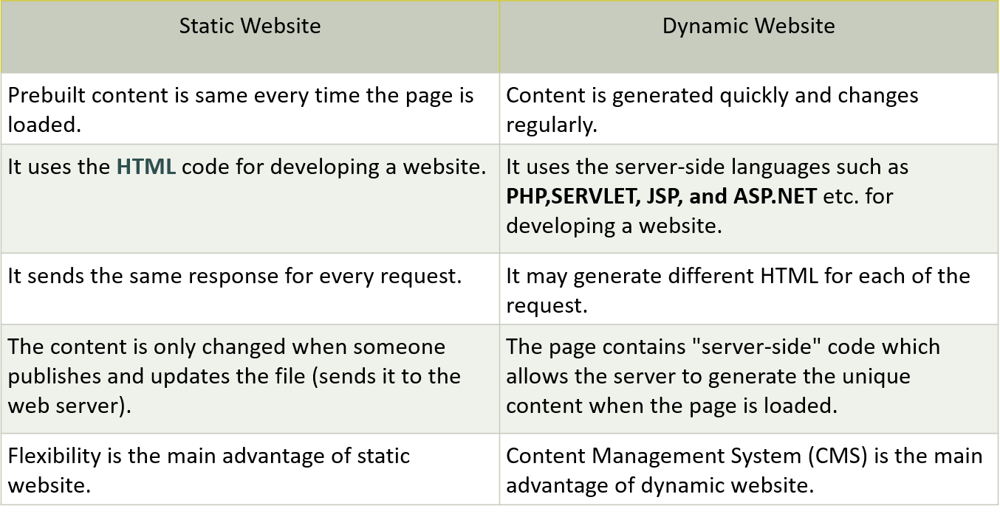 Static Website
Dynamic Website
Prebuilt content is same every time the page is
loaded.
Content is generated quickly and changes
regularly.
It uses the HTML code for developing a website.
It uses the server-side languages such as
PHP,SERVLET, JSP, and ASP.NET etc. for
developing a website.
It sends the same response for every request.
It may generate different HTML for each of the
request.
The content is only changed when someone
publishes and updates the file (sends it to the
web server).
The page contains "server-side" code which
allows the server to generate the unique
content when the page is loaded.
Flexibility is the main advantage of static
website.
Content Management System (CMS) is the main
advantage of dynamic website.